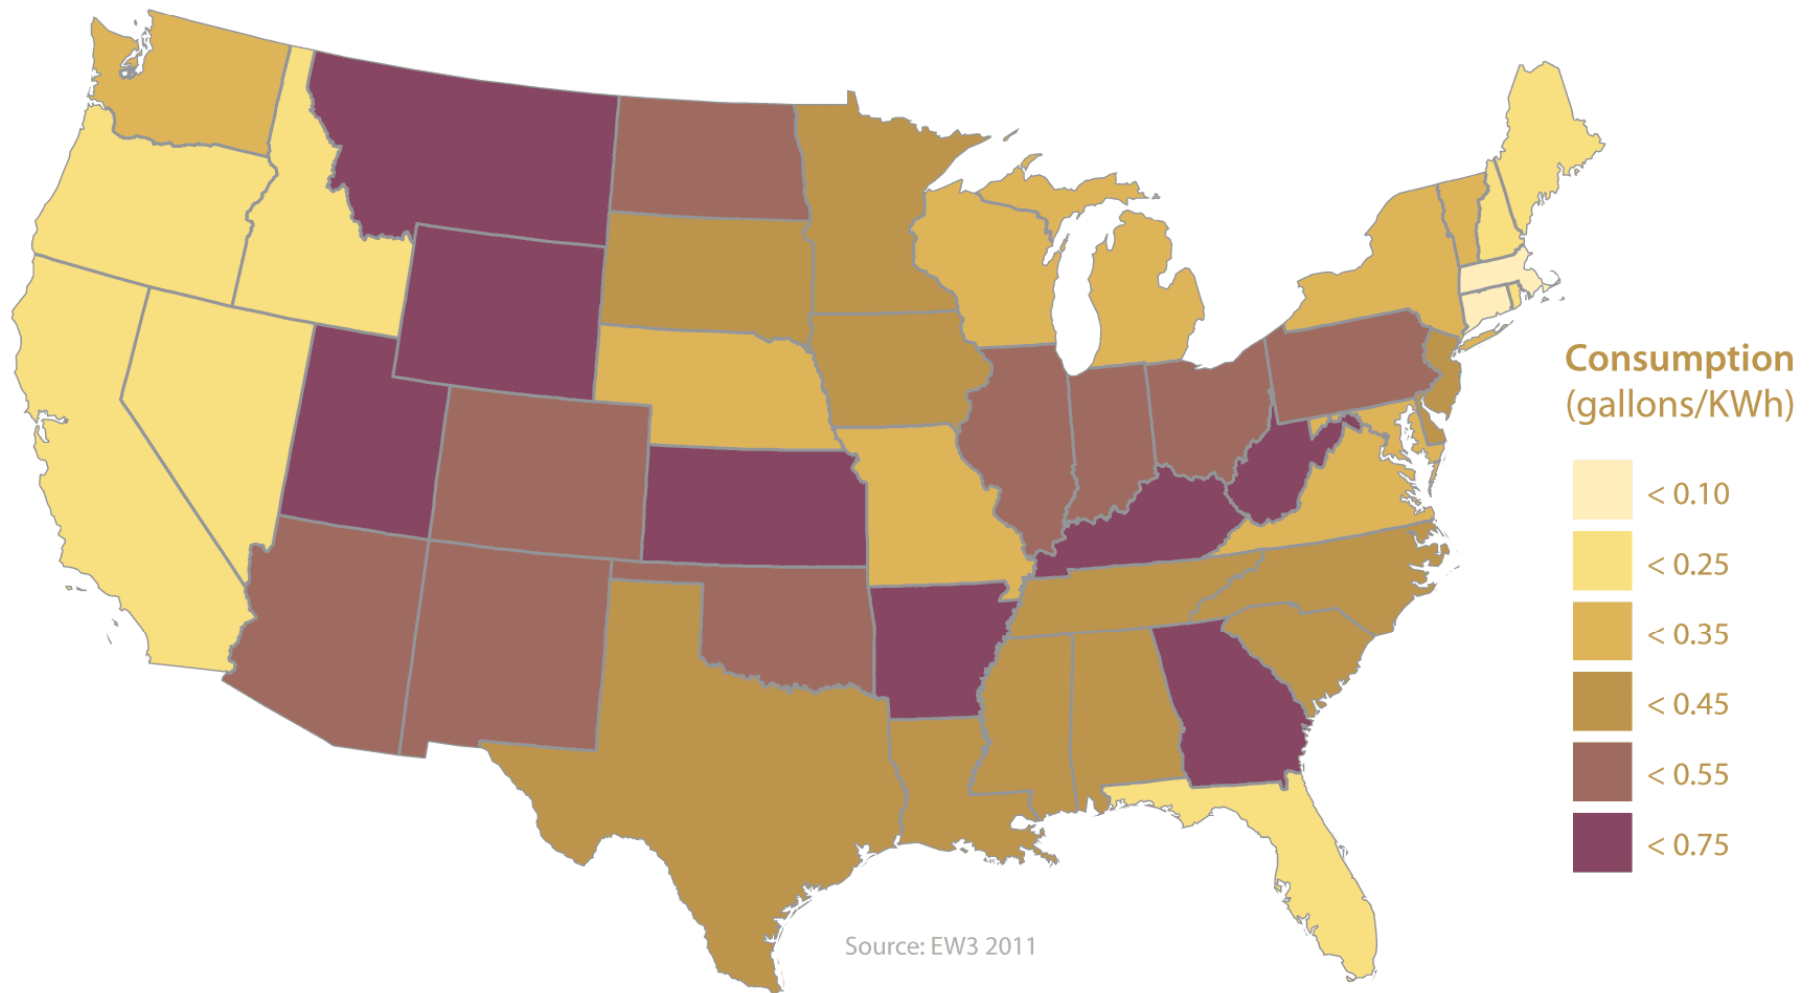 Consumption
(gallons/KWh)
< 0.10
< 0.25
< 0.35
< 0.45
< 0.55
< 0.75
Source: EW3 2011